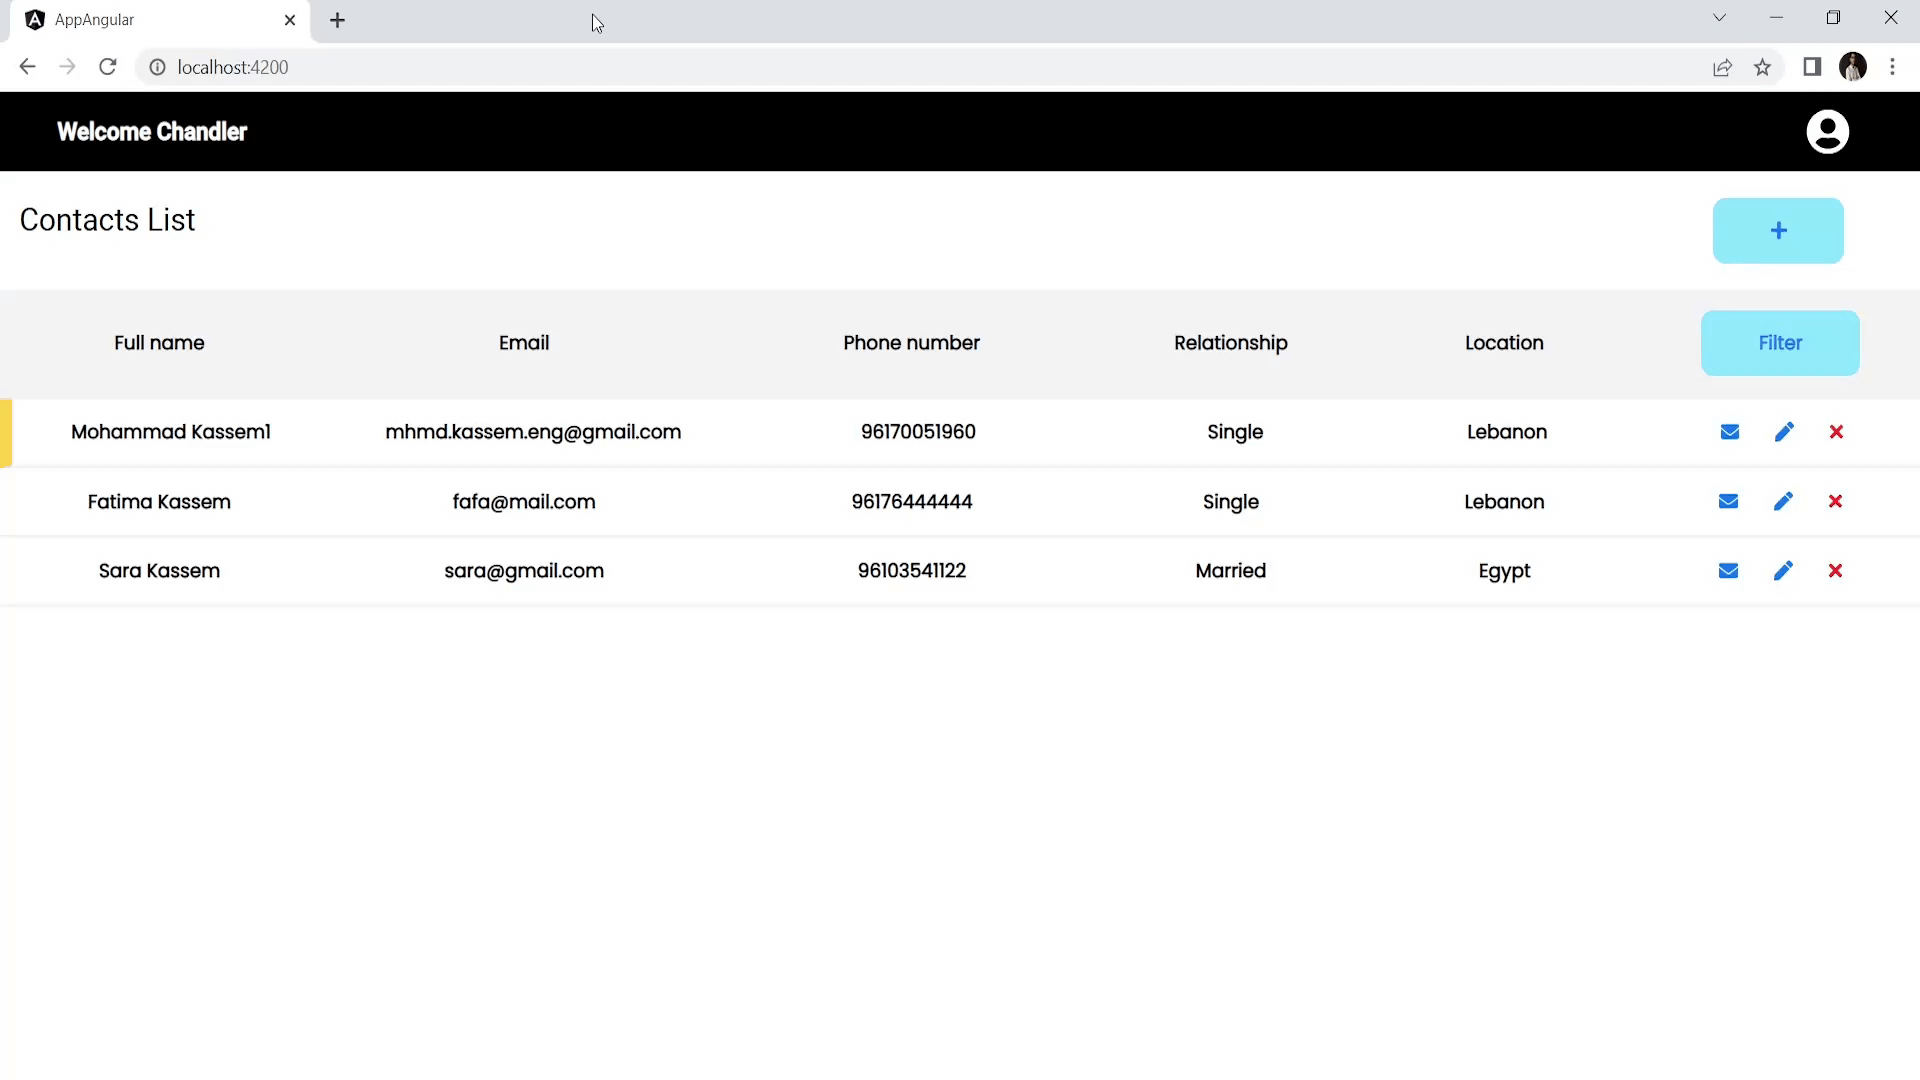 AppAngular
localhost:4200
Welcome Chandler
Contacts List
+
Full name Email Phone number Relationship Location Filter
Mohammad Kassem1 mhmd.kassem.eng@gmail.com 96170051960 Single Lebanon
Fatima Kassem fafa@mail.com 96176444444 Single Lebanon
Sara Kassem sara@gmail.com 96103541122 Married Egypt